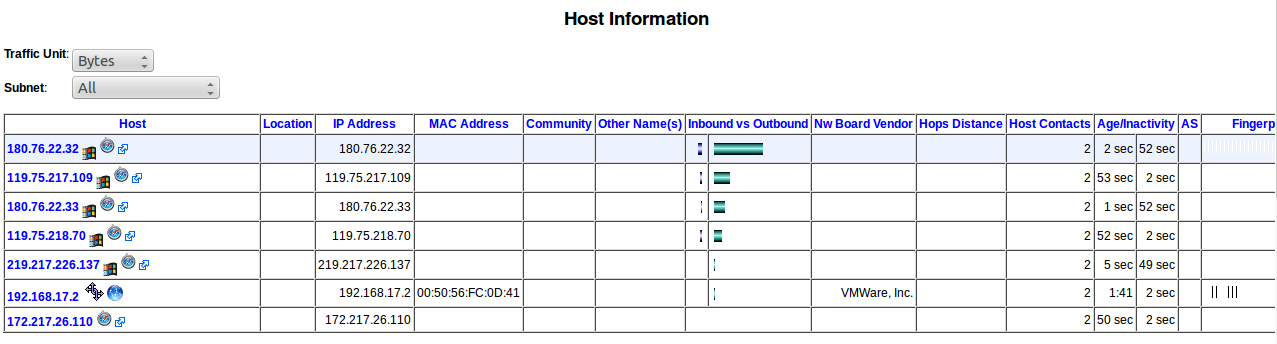 Host Information
Traffic Unit: Bytes
Subnet: All
Host Location IP Address MAC Address Community Other Name(s) Inbound vs Outbound Nw Board Vendor Hops Distance Host Contacts Age/Inactivity AS Fingerp
180.76.22.32 180.76.22.32 2 2 sec 52 sec
119.75.217.109 119.75.217.109 2 53 sec 2 sec
180.76.22.33 180.76.22.33 2 1 sec 52 sec
119.75.218.70 119.75.218.70 2 52 sec 2 sec
219.217.226.137 219.217.226.137 2 5 sec 49 sec
192.168.17.2 192.168.17.2 00:50:56:FC:0D:41 VMWare, Inc. 2 1:41 2 sec
172.217.26.110 172.217.26.110 2 50 sec 2 sec